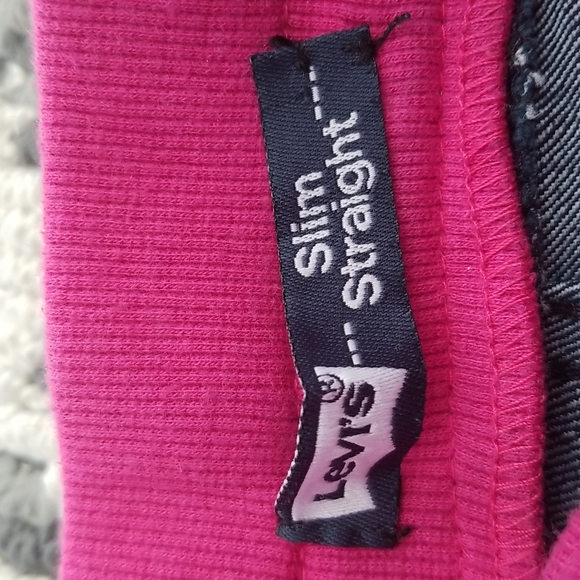 Levi's®
Slim
--- Straight ---